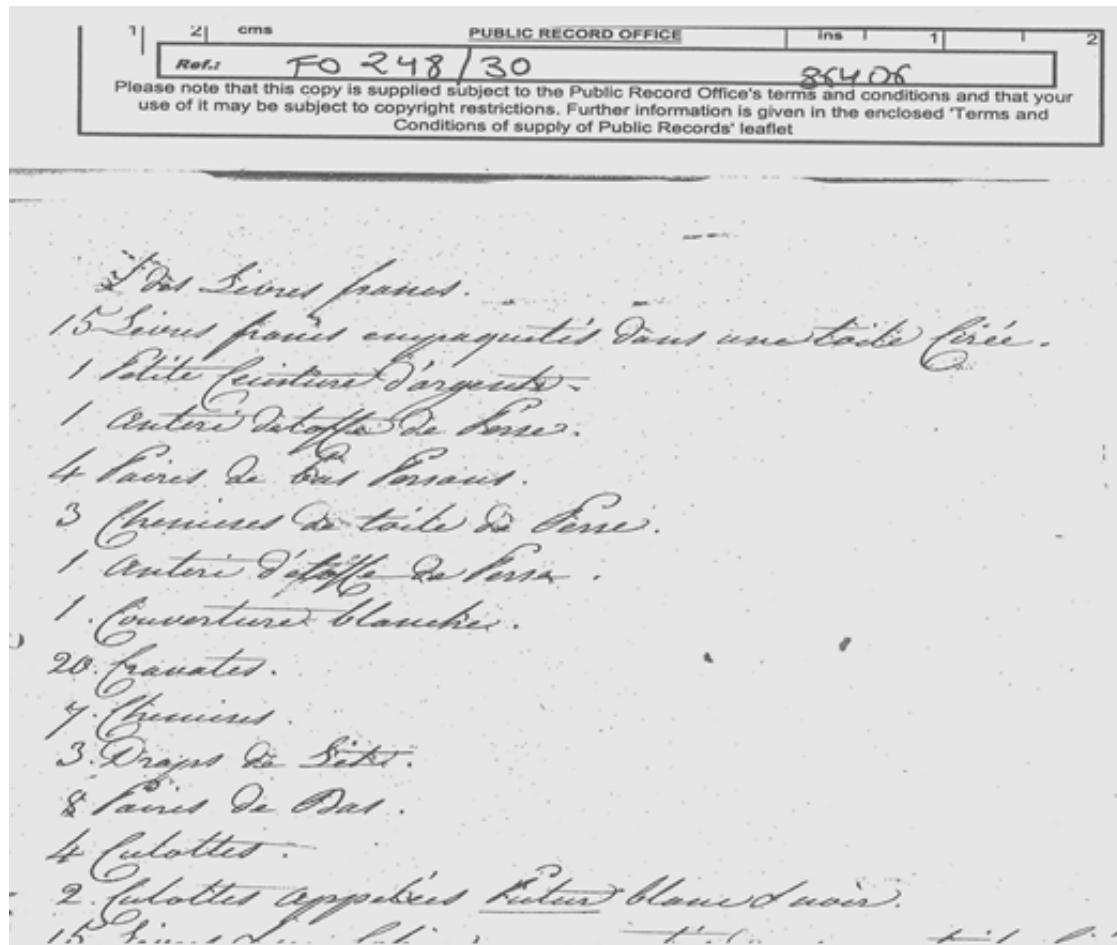 1 2 cms PUBLIC RECORD OFFICE ins 1 2
Ref.: FO 248/30 86406
Please note that this copy is supplied subject to the Public Record Office's terms and conditions and that your
use of it may be subject to copyright restrictions. Further information is given in the enclosed 'Terms and
Conditions of supply of Public Records' leaflet
des Livres francs.
15 Livres francs empaquetés dans une toile Cirée.
1 Petite Ceinture d'argent.
1 anteri d'étoffe de Perse.
4 Paires de bas Persans.
3 Chemises de toile de Perse.
1 anteri d'étoffe de Perse.
1. Couverture blanche.
20. Cravates.
7. Chemises.
3. Draps de Lits.
8 Paires de Bas.
4 Culottes.
2. Culottes appelées blanc & noir.
15